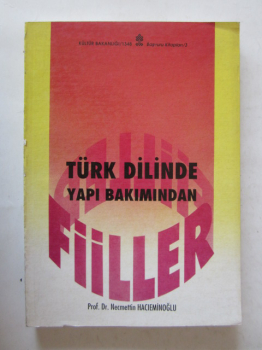 TÜRK DİLİNDE
YAPI BAKIMINDAN
FİİLLER
Prof. Dr. Necmettin HACIEMİNOĞLU